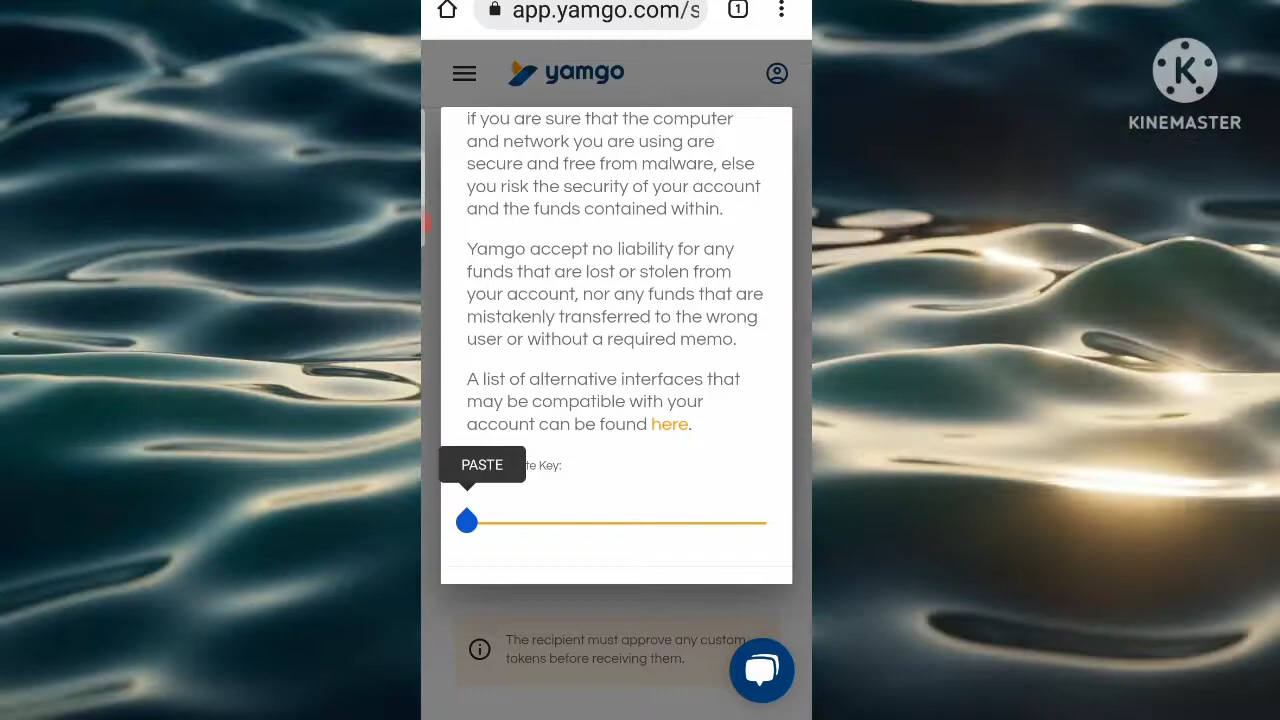 app.yamgo.com/s
1
yamgo
K
KINEMASTER
if you are sure that the computer
and network you are using are
secure and free from malware, else
you risk the security of your account
and the funds contained within.
Yamgo accept no liability for any
funds that are lost or stolen from
your account, nor any funds that are
mistakenly transferred to the wrong
user or without a required memo.
A list of alternative interfaces that
may be compatible with your
account can be found here.
PASTE
te Key:
The recipient must approve any custom
tokens before receiving them.